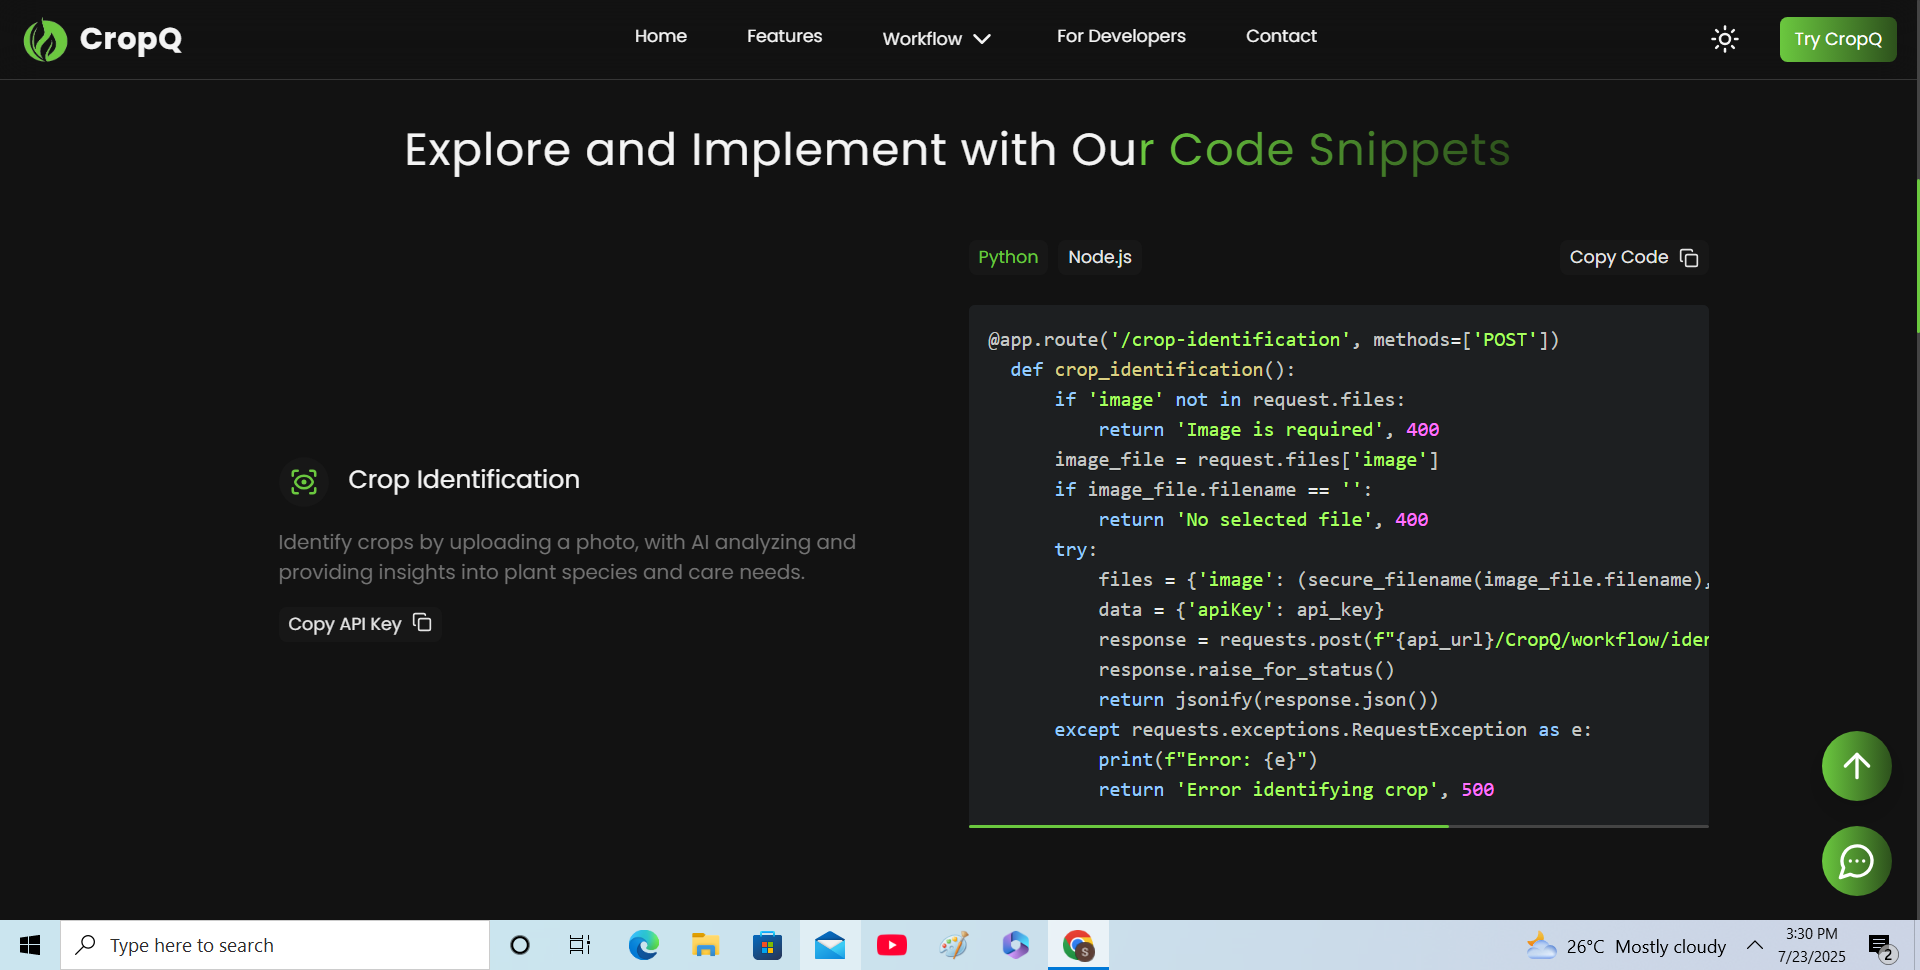 CropQ
Home Features Workflow For Developers Contact
Try CropQ
Explore and Implement with Our Code Snippets
Python Node.js Copy Code
Crop Identification
Identify crops by uploading a photo, with AI analyzing and
providing insights into plant species and care needs.
Copy API Key
@app.route('/crop-identification', methods=['POST'])
def crop_identification():
if 'image' not in request.files:
return 'Image is required', 400
image_file = request.files['image']
if image_file.filename == '':
return 'No selected file', 400
try:
files = {'image': (secure_filename(image_file.filename),
data = {'apiKey': api_key}
response = requests.post(f"{api_url}/CropQ/workflow/iden
response.raise_for_status()
return jsonify(response.json())
except requests.exceptions.RequestException as e:
print(f"Error: {e}")
return 'Error identifying crop', 500
Type here to search
S
26°C Mostly cloudy
3:30 PM
7/23/2025
2